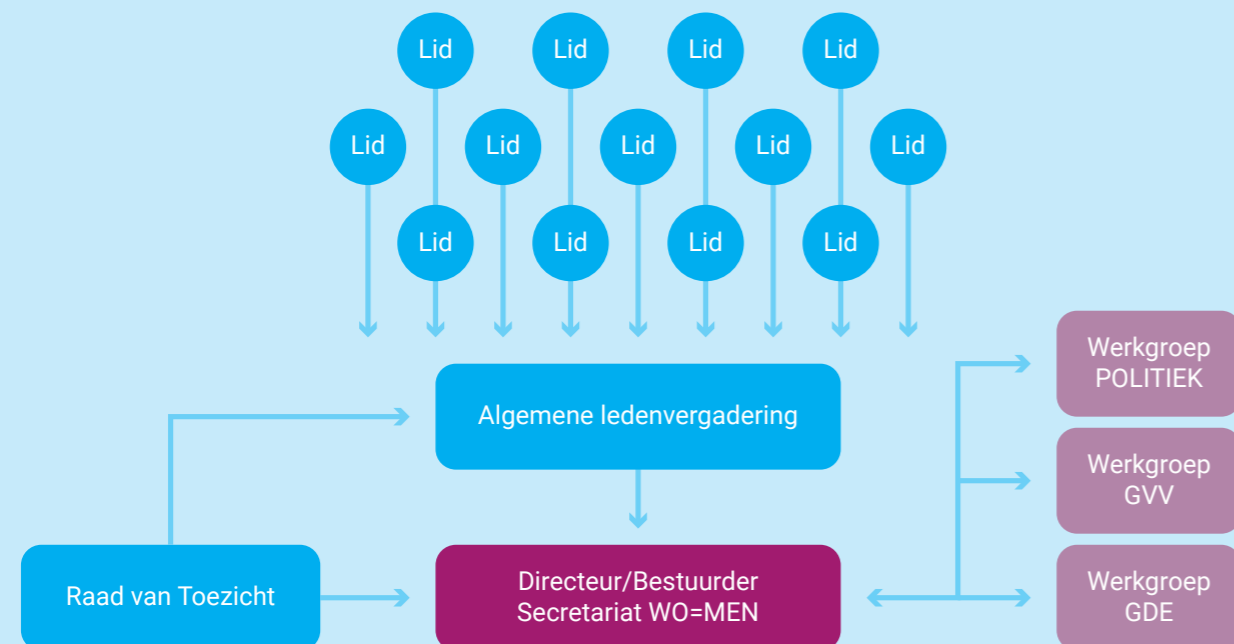 Lid Lid Lid Lid
Lid Lid Lid Lid Lid
Lid Lid Lid Lid
Algemene ledenvergadering
Werkgroep
POLITIEK
Werkgroep
GVV
Raad van Toezicht
Directeur/Bestuurder
Secretariat WO=MEN
Werkgroep
GDE